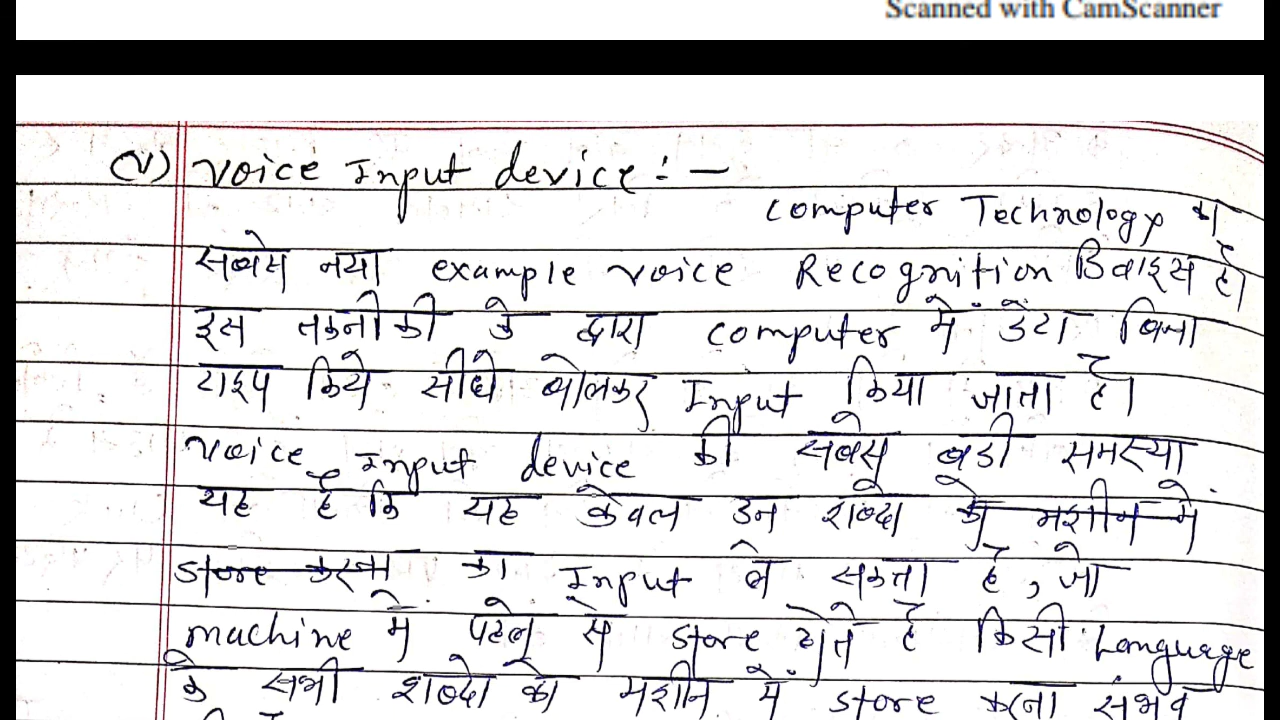 Scanned with CamScanner
(V) Voice Input device : —
Computer Technology का
सबसे नया example voice Recognition डिवाइस है।
इस तकनीकी के द्वारा computer में डेटा बिना
टाइप किये सीधे बोलकर Input किया जाता है।
Voice Input device की सबसे बडी समस्या
यह है कि यह केवल उन शब्दो को मशीन मे
store करना का Input ले सकता है, जो
machine मे पहले से store होते है किसी Language
के सभी शब्दो को मशीन में store करना संभव